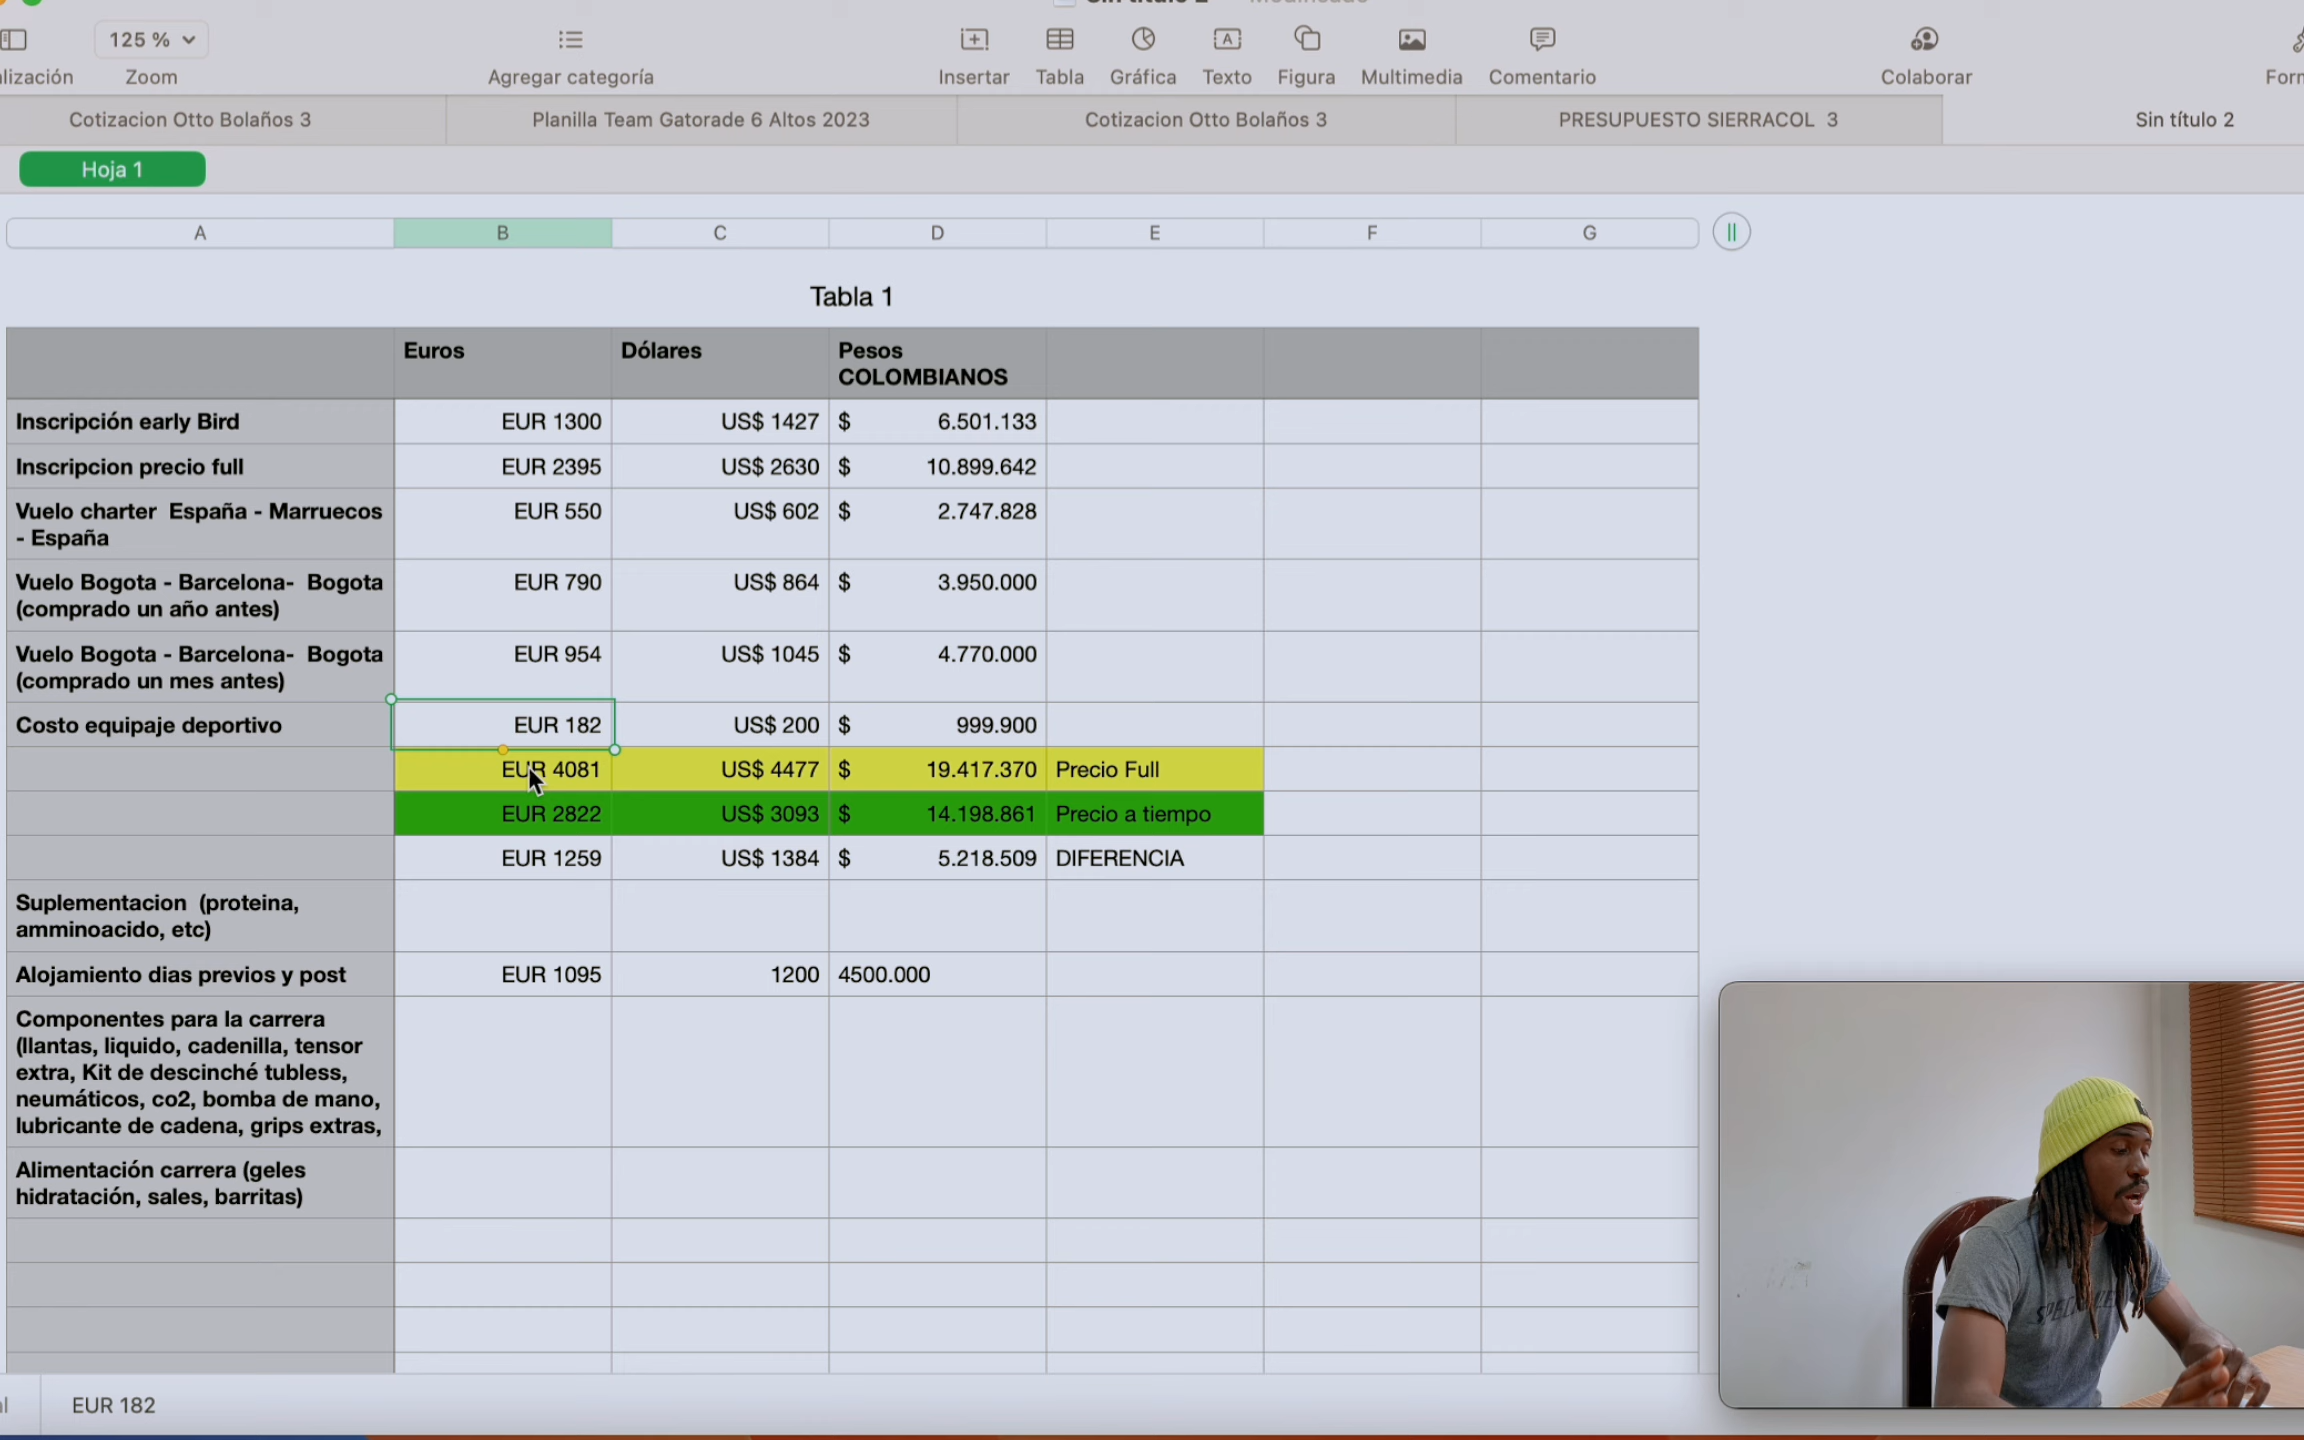 125 %
Zoom
Agregar categoría
Insertar
Tabla
Gráfica
Texto
Figura
Multimedia
Comentario
Colaborar
Cotizacion Otto Bolaños 3
Planilla Team Gatorade 6 Altos 2023
Cotizacion Otto Bolaños 3
PRESUPUESTO SIERRACOL 3
Sin título 2
Hoja 1
A B C D E F G
Tabla 1
Euros Dólares Pesos
COLOMBIANOS
Inscripción early Bird EUR 1300 US$ 1427 $ 6.501.133
Inscripcion precio full EUR 2395 US$ 2630 $ 10.899.642
Vuelo charter España - Marruecos EUR 550 US$ 602 $ 2.747.828
- España
Vuelo Bogota - Barcelona- Bogota EUR 790 US$ 864 $ 3.950.000
(comprado un año antes)
Vuelo Bogota - Barcelona- Bogota EUR 954 US$ 1045 $ 4.770.000
(comprado un mes antes)
Costo equipaje deportivo EUR 182 US$ 200 $ 999.900
EUR 4081 US$ 4477 $ 19.417.370 Precio Full
EUR 2822 US$ 3093 $ 14.198.861 Precio a tiempo
EUR 1259 US$ 1384 $ 5.218.509 DIFERENCIA
Suplementacion (proteina,
amminoacido, etc)
Alojamiento dias previos y post EUR 1095 1200 4500.000
Componentes para la carrera
(llantas, liquido, cadenilla, tensor
extra, Kit de descinché tubless,
neumáticos, co2, bomba de mano,
lubricante de cadena, grips extras,
Alimentación carrera (geles
hidratación, sales, barritas)
EUR 182